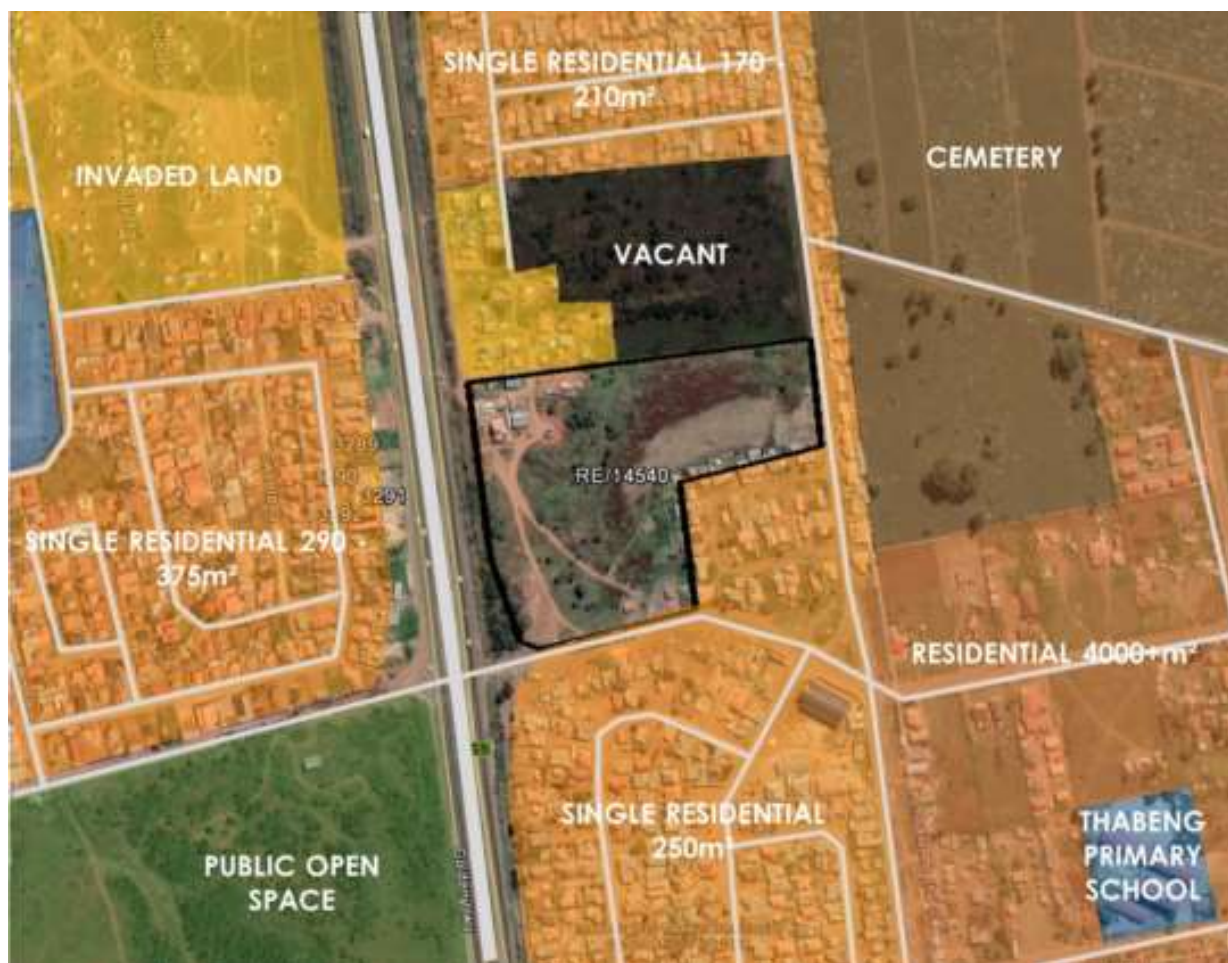 SINGLE RESIDENTIAL 170 -
210m²
CEMETERY
INVADED LAND
VACANT
RE/14540
3291
SINGLE RESIDENTIAL 290 -
375m²
RESIDENTIAL 4000+m²
SINGLE RESIDENTIAL
250m²
THABENG
PRIMARY
SCHOOL
PUBLIC OPEN
SPACE